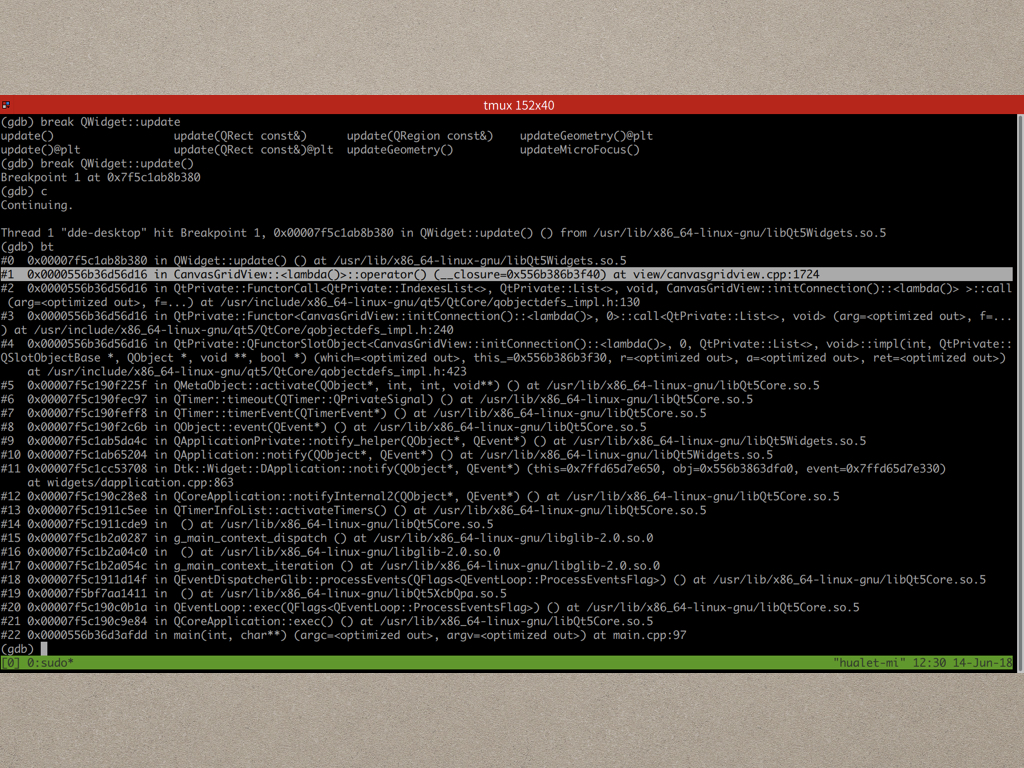 tmux 152x40
(gdb) break QWidget::update
update()                  update(QRect const&)      update(QRegion const&)    updateGeometry()@plt
update()@plt              update(QRect const&)@plt  updateGeometry()          updateMicroFocus()
(gdb) break QWidget::update()
Breakpoint 1 at 0x7f5c1ab8b380
(gdb) c
Continuing.
Thread 1 "dde-desktop" hit Breakpoint 1, 0x00007f5c1ab8b380 in QWidget::update() () from /usr/lib/x86_64-linux-gnu/libQt5Widgets.so.5
(gdb) bt
#0  0x00007f5c1ab8b380 in QWidget::update() () at /usr/lib/x86_64-linux-gnu/libQt5Widgets.so.5
#1  0x0000556b36d56d16 in CanvasGridView::<lambda()>::operator() (__closure=0x556b386b3f40) at view/canvasgridview.cpp:1724
#2  0x0000556b36d56d16 in QtPrivate::FunctorCall<QtPrivate::IndexesList<>, QtPrivate::List<>, void, CanvasGridView::initConnection()::<lambda()> >::call
(arg=<optimized out>, f=...) at /usr/include/x86_64-linux-gnu/qt5/QtCore/qobjectdefs_impl.h:130
#3  0x0000556b36d56d16 in QtPrivate::Functor<CanvasGridView::initConnection()::<lambda()>, 0>::call<QtPrivate::List<>, void> (arg=<optimized out>, f=...
) at /usr/include/x86_64-linux-gnu/qt5/QtCore/qobjectdefs_impl.h:240
#4  0x0000556b36d56d16 in QtPrivate::QFunctorSlotObject<CanvasGridView::initConnection()::<lambda()>, 0, QtPrivate::List<>, void>::impl(int, QtPrivate::
QSlotObjectBase *, QObject *, void **, bool *) (which=<optimized out>, this_=0x556b386b3f30, r=<optimized out>, a=<optimized out>, ret=<optimized out>)
at /usr/include/x86_64-linux-gnu/qt5/QtCore/qobjectdefs_impl.h:423
#5  0x00007f5c190f225f in QMetaObject::activate(QObject*, int, int, void**) () at /usr/lib/x86_64-linux-gnu/libQt5Core.so.5
#6  0x00007f5c190fec97 in QTimer::timeout(QTimer::QPrivateSignal) () at /usr/lib/x86_64-linux-gnu/libQt5Core.so.5
#7  0x00007f5c190feff8 in QTimer::timerEvent(QTimerEvent*) () at /usr/lib/x86_64-linux-gnu/libQt5Core.so.5
#8  0x00007f5c190f2c6b in QObject::event(QEvent*) () at /usr/lib/x86_64-linux-gnu/libQt5Core.so.5
#9  0x00007f5c1ab5da4c in QApplicationPrivate::notify_helper(QObject*, QEvent*) () at /usr/lib/x86_64-linux-gnu/libQt5Widgets.so.5
#10 0x00007f5c1ab65204 in QApplication::notify(QObject*, QEvent*) () at /usr/lib/x86_64-linux-gnu/libQt5Widgets.so.5
#11 0x00007f5c1cc53708 in Dtk::Widget::DApplication::notify(QObject*, QEvent*) (this=0x7ffd65d7e650, obj=0x556b3863dfa0, event=0x7ffd65d7e330)
at widgets/dapplication.cpp:863
#12 0x00007f5c190c28e8 in QCoreApplication::notifyInternal2(QObject*, QEvent*) () at /usr/lib/x86_64-linux-gnu/libQt5Core.so.5
#13 0x00007f5c1911c5ee in QTimerInfoList::activateTimers() () at /usr/lib/x86_64-linux-gnu/libQt5Core.so.5
#14 0x00007f5c1911cde9 in  () at /usr/lib/x86_64-linux-gnu/libQt5Core.so.5
#15 0x00007f5c1b2a0287 in g_main_context_dispatch () at /usr/lib/x86_64-linux-gnu/libglib-2.0.so.0
#16 0x00007f5c1b2a04c0 in  () at /usr/lib/x86_64-linux-gnu/libglib-2.0.so.0
#17 0x00007f5c1b2a054c in g_main_context_iteration () at /usr/lib/x86_64-linux-gnu/libglib-2.0.so.0
#18 0x00007f5c1911d14f in QEventDispatcherGlib::processEvents(QFlags<QEventLoop::ProcessEventsFlag>) () at /usr/lib/x86_64-linux-gnu/libQt5Core.so.5
#19 0x00007f5bf7aa1411 in  () at /usr/lib/x86_64-linux-gnu/libQt5XcbQpa.so.5
#20 0x00007f5c190c0b1a in QEventLoop::exec(QFlags<QEventLoop::ProcessEventsFlag>) () at /usr/lib/x86_64-linux-gnu/libQt5Core.so.5
#21 0x00007f5c190c9e84 in QCoreApplication::exec() () at /usr/lib/x86_64-linux-gnu/libQt5Core.so.5
#22 0x0000556b36d3afdd in main(int, char**) (argc=<optimized out>, argv=<optimized out>) at main.cpp:97
(gdb)
[0] 0:sudo*    "hualet-mi" 12:30 14-Jun-18